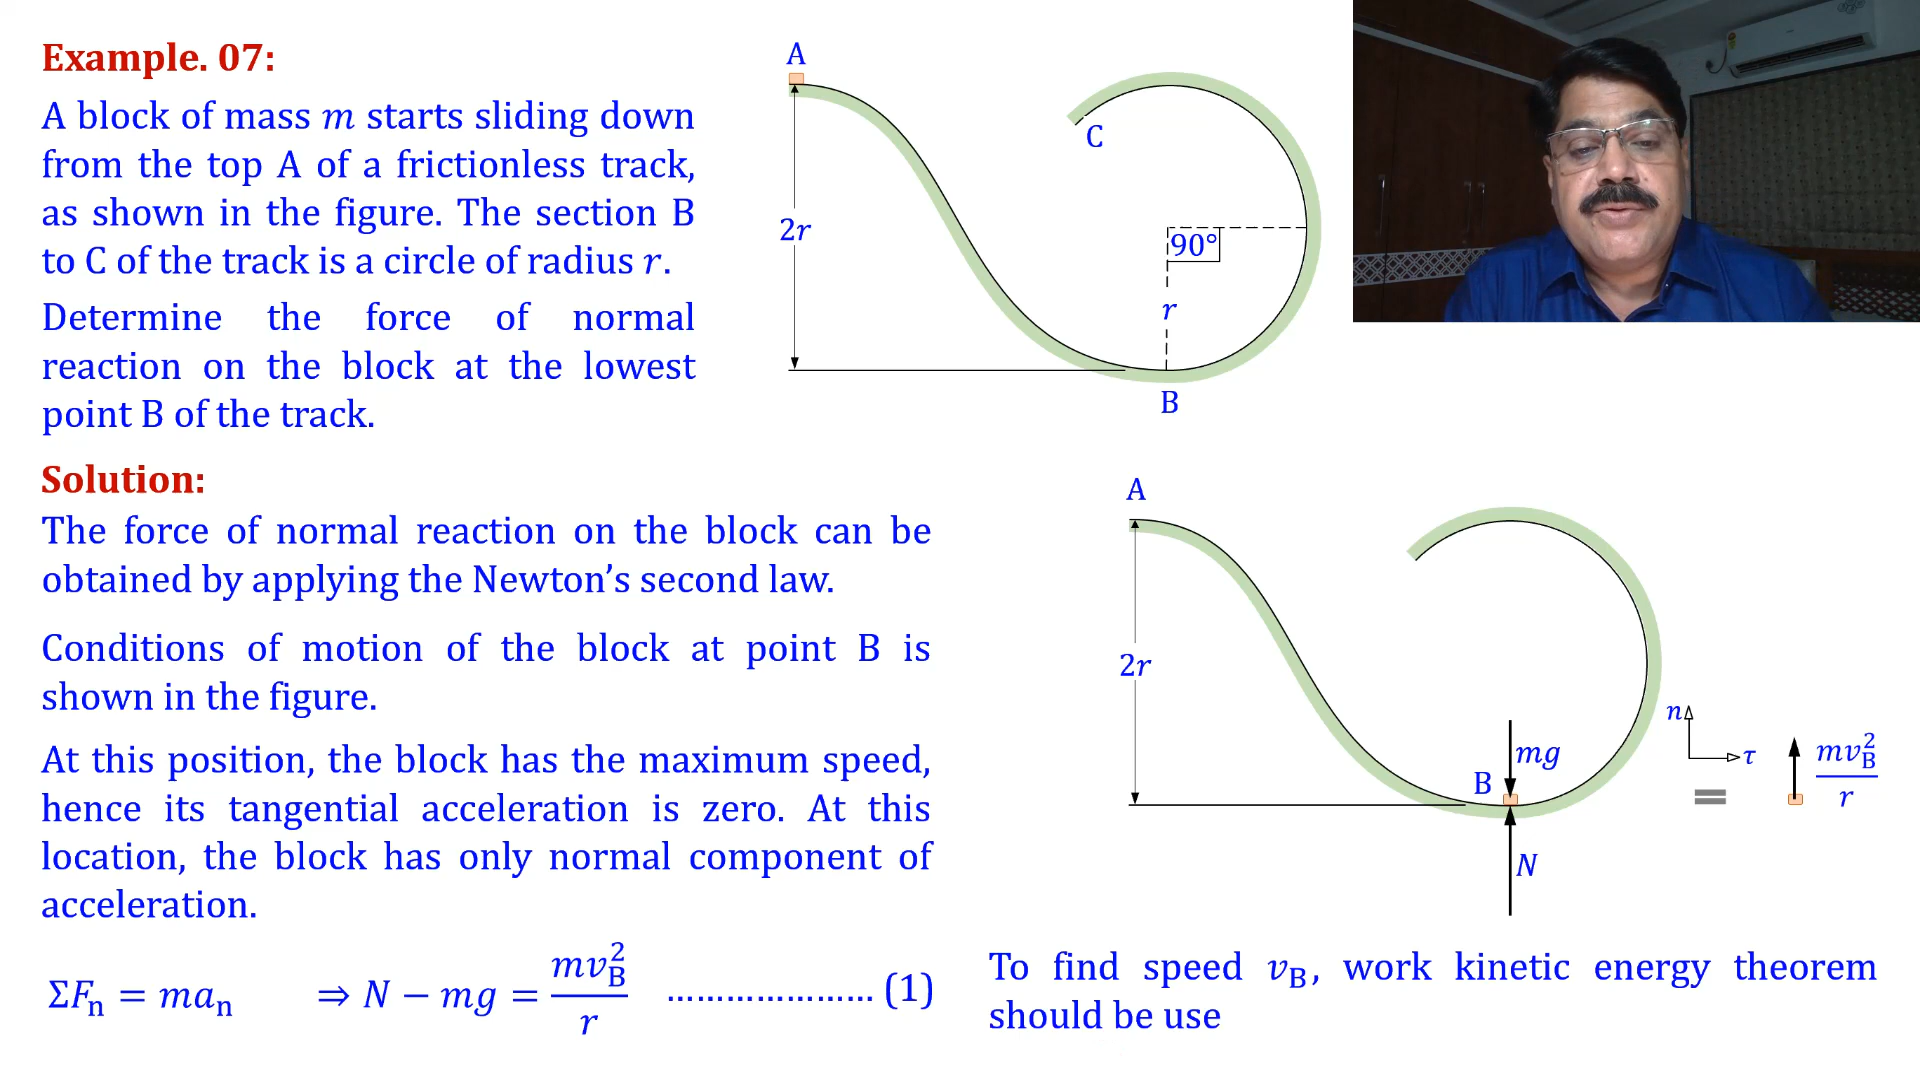 Example. 07:
A block of mass m starts sliding down
from the top A of a frictionless track,
as shown in the figure. The section B
to C of the track is a circle of radius r.
Determine the force of normal
reaction on the block at the lowest
point B of the track.
A
C
2r
90°
r
B
Solution:
The force of normal reaction on the block can be
obtained by applying the Newton’s second law.
Conditions of motion of the block at point B is
shown in the figure.
At this position, the block has the maximum speed,
hence its tangential acceleration is zero. At this
location, the block has only normal component of
acceleration.
ΣF_n = ma_n ⇒ N − mg = mv_B^2 / r ..................... (1)
A
2r
mg
B
N
n
τ
=
mv_B^2 / r
To find speed v_B, work kinetic energy theorem
should be use